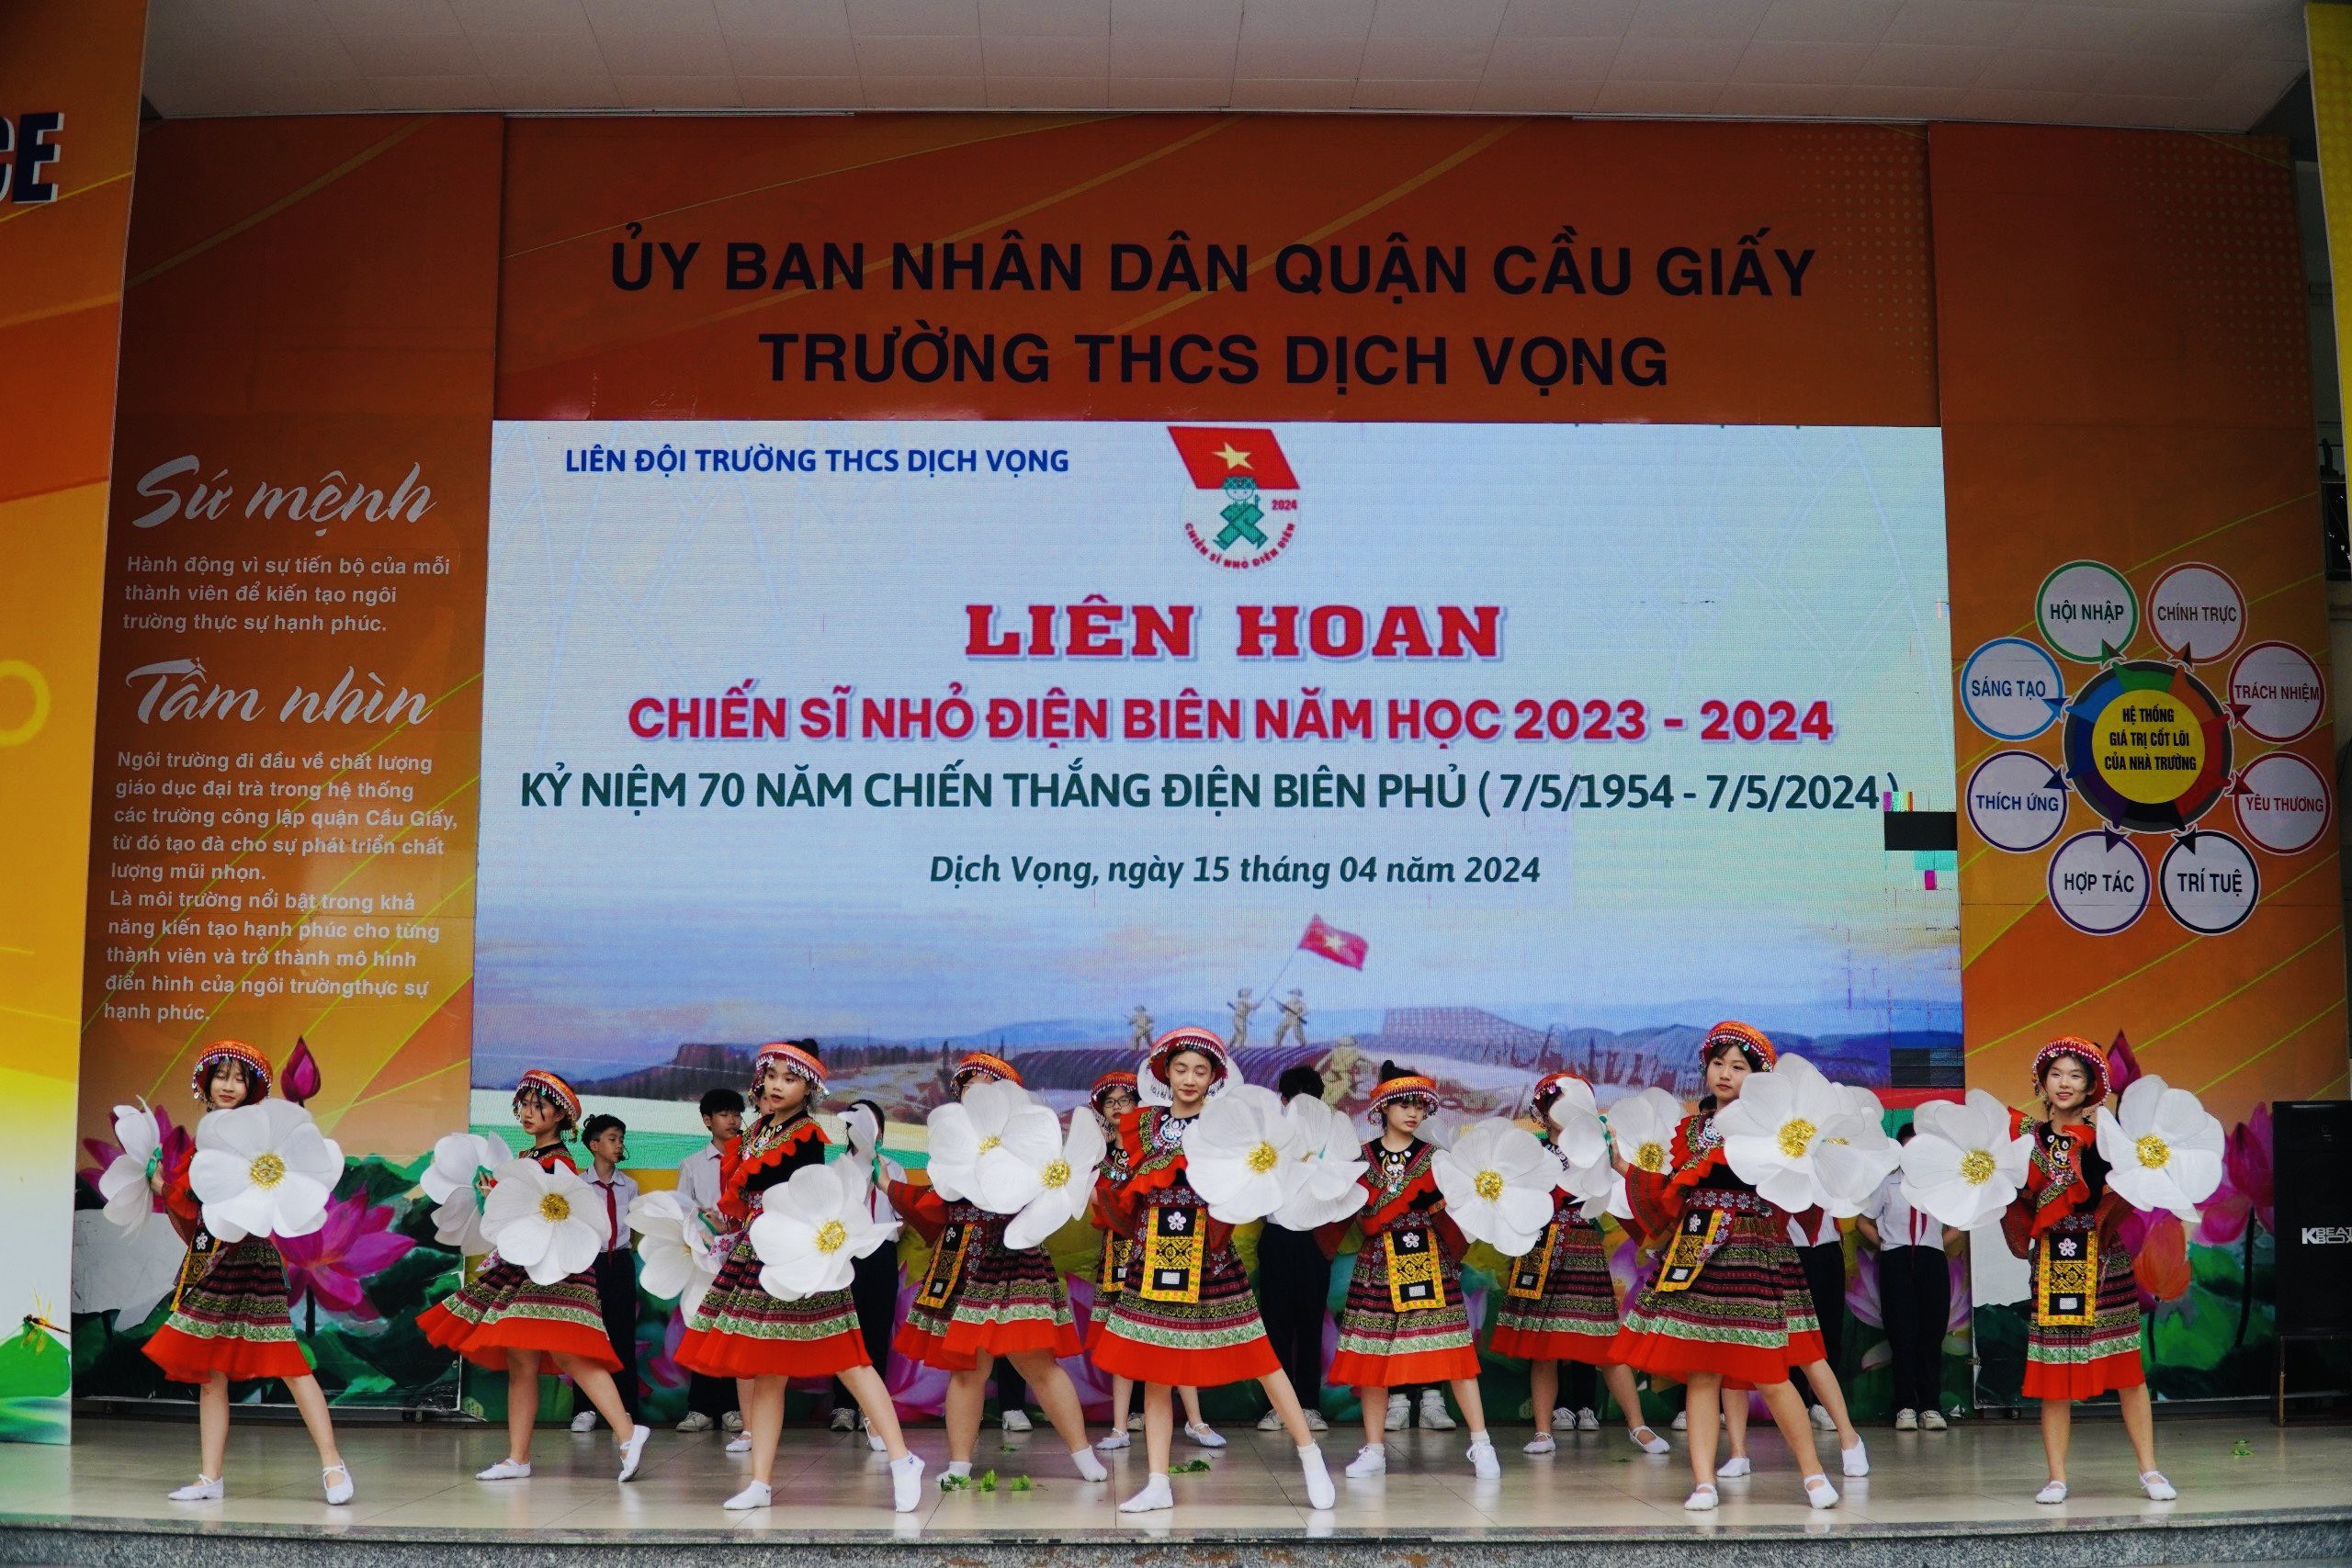 CE
ỦY BAN NHÂN DÂN QUẬN CẦU GIẤY
TRƯỜNG THCS DỊCH VỌNG
Sứ mệnh
Hành động vì sự tiến bộ của mỗi
thành viên để kiến tạo ngôi
trường thực sự hạnh phúc.
Tầm nhìn
Ngôi trường đi đầu về chất lượng
giáo dục đại trà trong hệ thống
các trường công lập quận Cầu Giấy,
từ đó tạo đà cho sự phát triển chất
lượng mũi nhọn.
Là môi trường nổi bật trong khả
năng kiến tạo hạnh phúc cho từng
thành viên và trở thành mô hình
điển hình của ngôi trườngthực sự
hạnh phúc.
LIÊN ĐỘI TRƯỜNG THCS DỊCH VỌNG
2024
CHIẾN SĨ NHỎ ĐIỆN BIÊN
LIÊN HOAN
CHIẾN SĨ NHỎ ĐIỆN BIÊN NĂM HỌC 2023 - 2024
KỶ NIỆM 70 NĂM CHIẾN THẮNG ĐIỆN BIÊN PHỦ ( 7/5/1954 - 7/5/2024 )
Dịch Vọng, ngày 15 tháng 04 năm 2024
HỘI NHẬP
CHÍNH TRỰC
SÁNG TẠO
TRÁCH NHIỆM
HỆ THỐNG
GIÁ TRỊ CỐT LÕI
CỦA NHÀ TRƯỜNG
THÍCH ỨNG
YÊU THƯƠNG
HỢP TÁC
TRÍ TUỆ